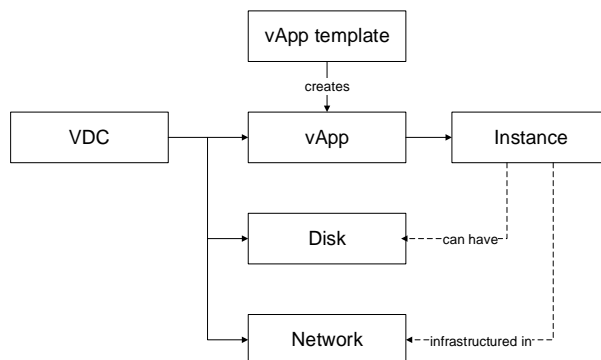 vApp template
creates
VDC
vApp
Instance
Disk
can have
Network
infrastructured in